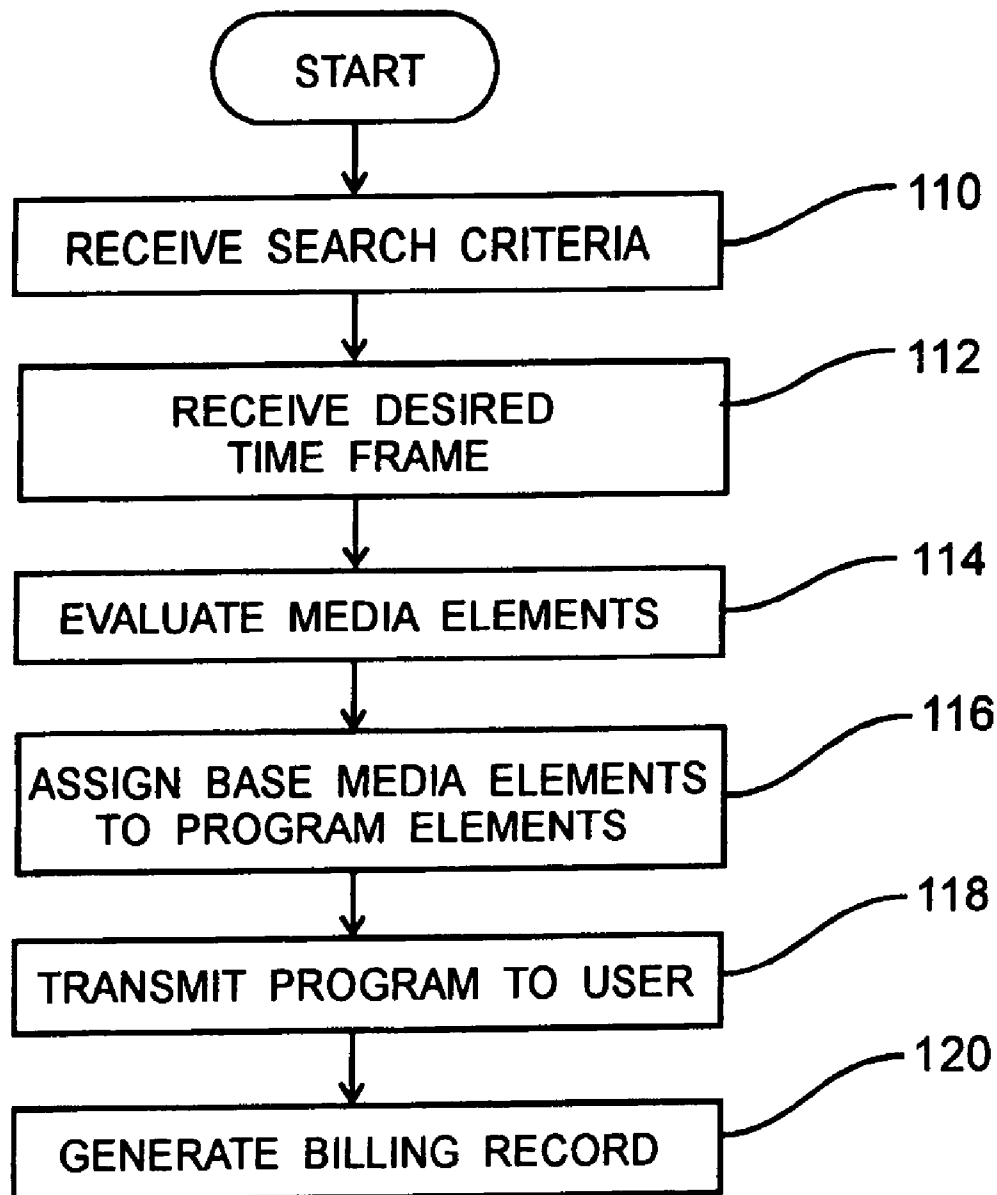 START
RECEIVE SEARCH CRITERIA
110
RECEIVE DESIRED
TIME FRAME
112
EVALUATE MEDIA ELEMENTS
114
ASSIGN BASE MEDIA ELEMENTS
TO PROGRAM ELEMENTS
116
TRANSMIT PROGRAM TO USER
118
GENERATE BILLING RECORD
120